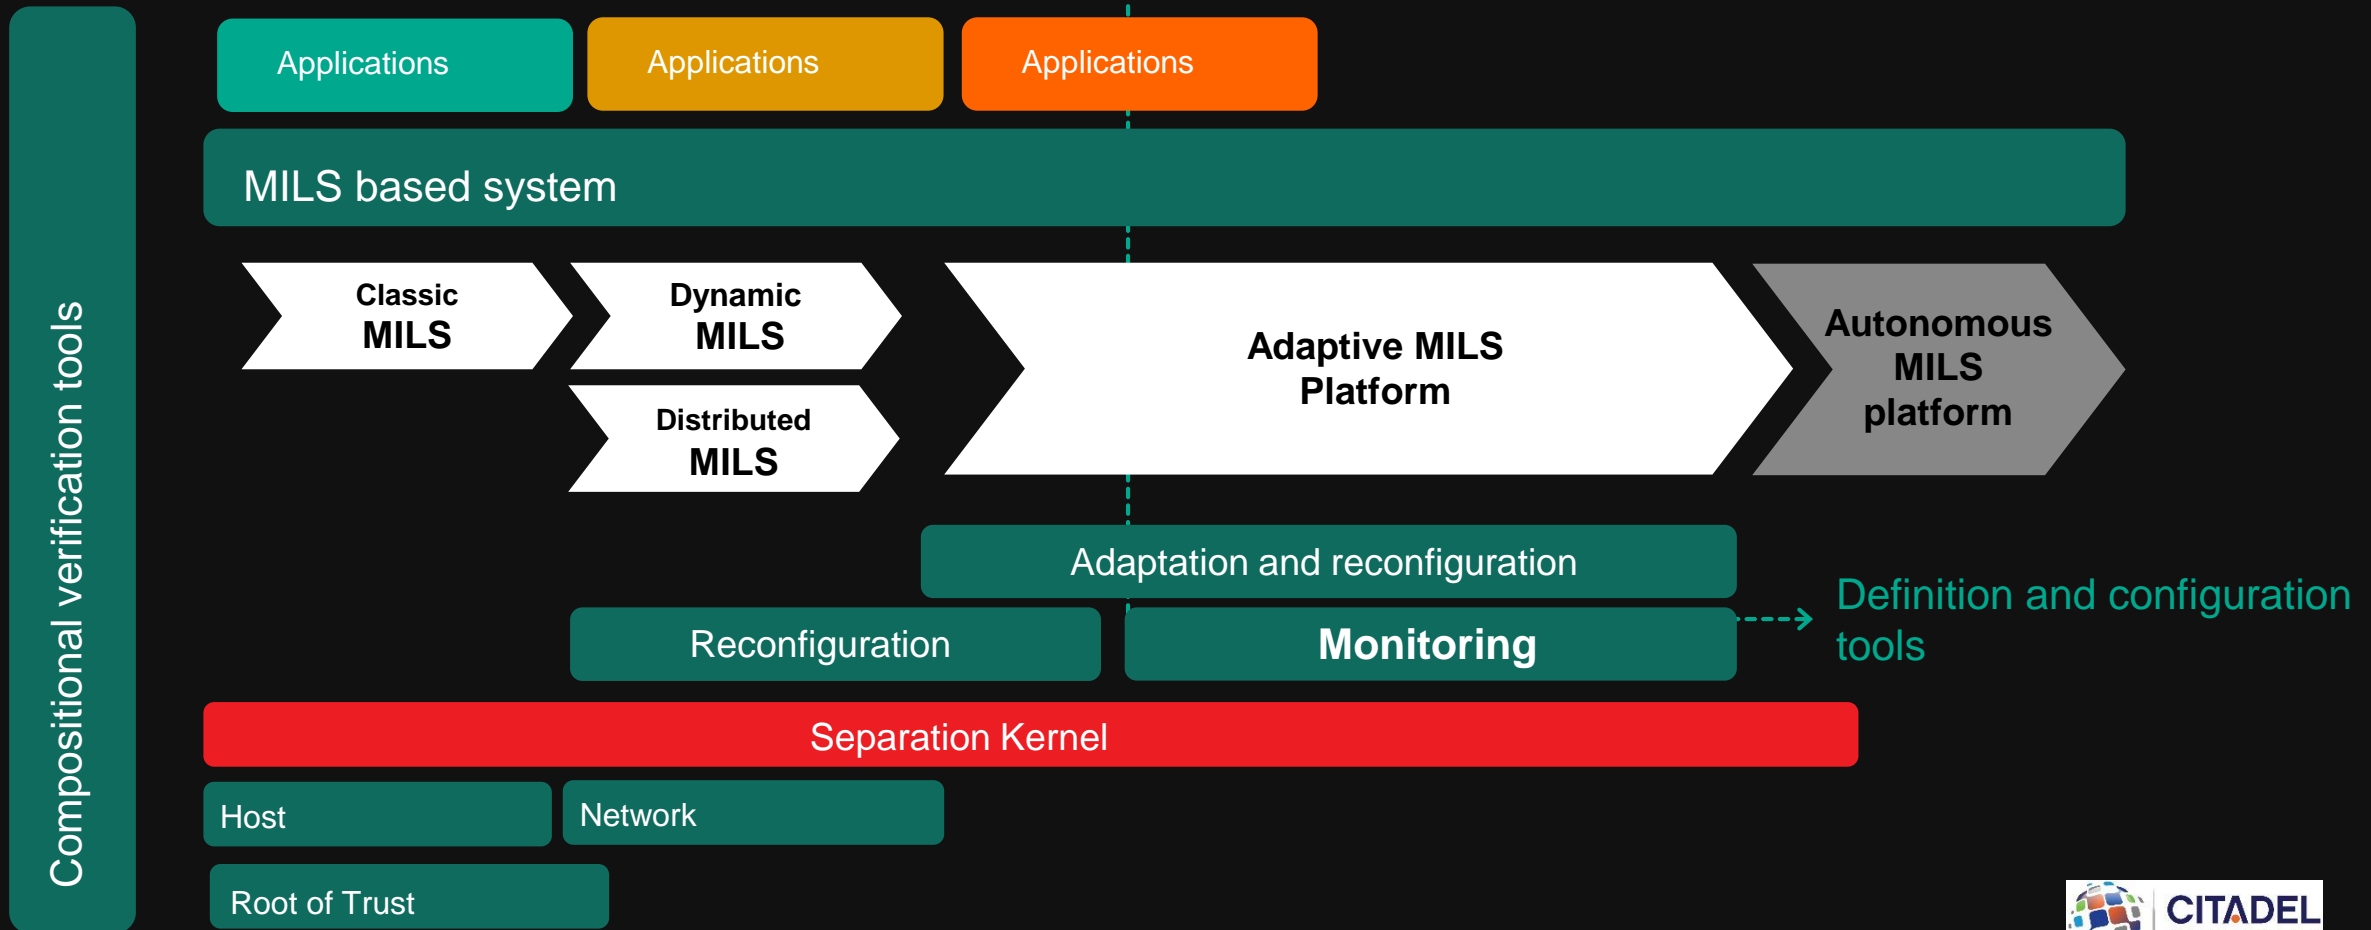 Compositional verification tools
Applications
Applications
Applications
MILS based system
Classic
MILS
Dynamic
MILS
Distributed
MILS
Adaptive MILS
Platform
Autonomous
MILS
platform
Adaptation and reconfiguration
Reconfiguration
Monitoring
Definition and configuration
tools
Separation Kernel
Host
Network
Root of Trust
CITADEL